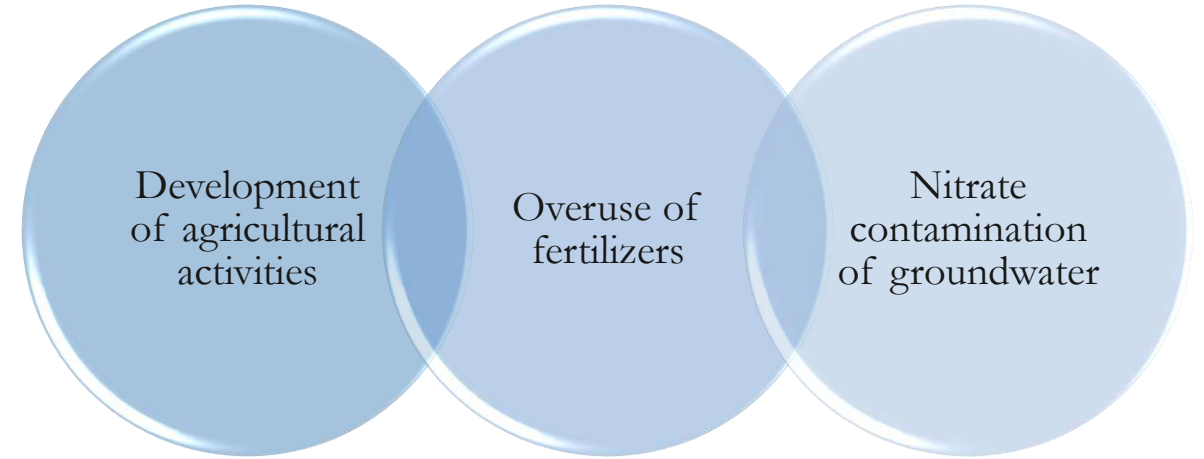 Development
of agricultural
activities
Overuse of
fertilizers
Nitrate
contamination
of groundwater